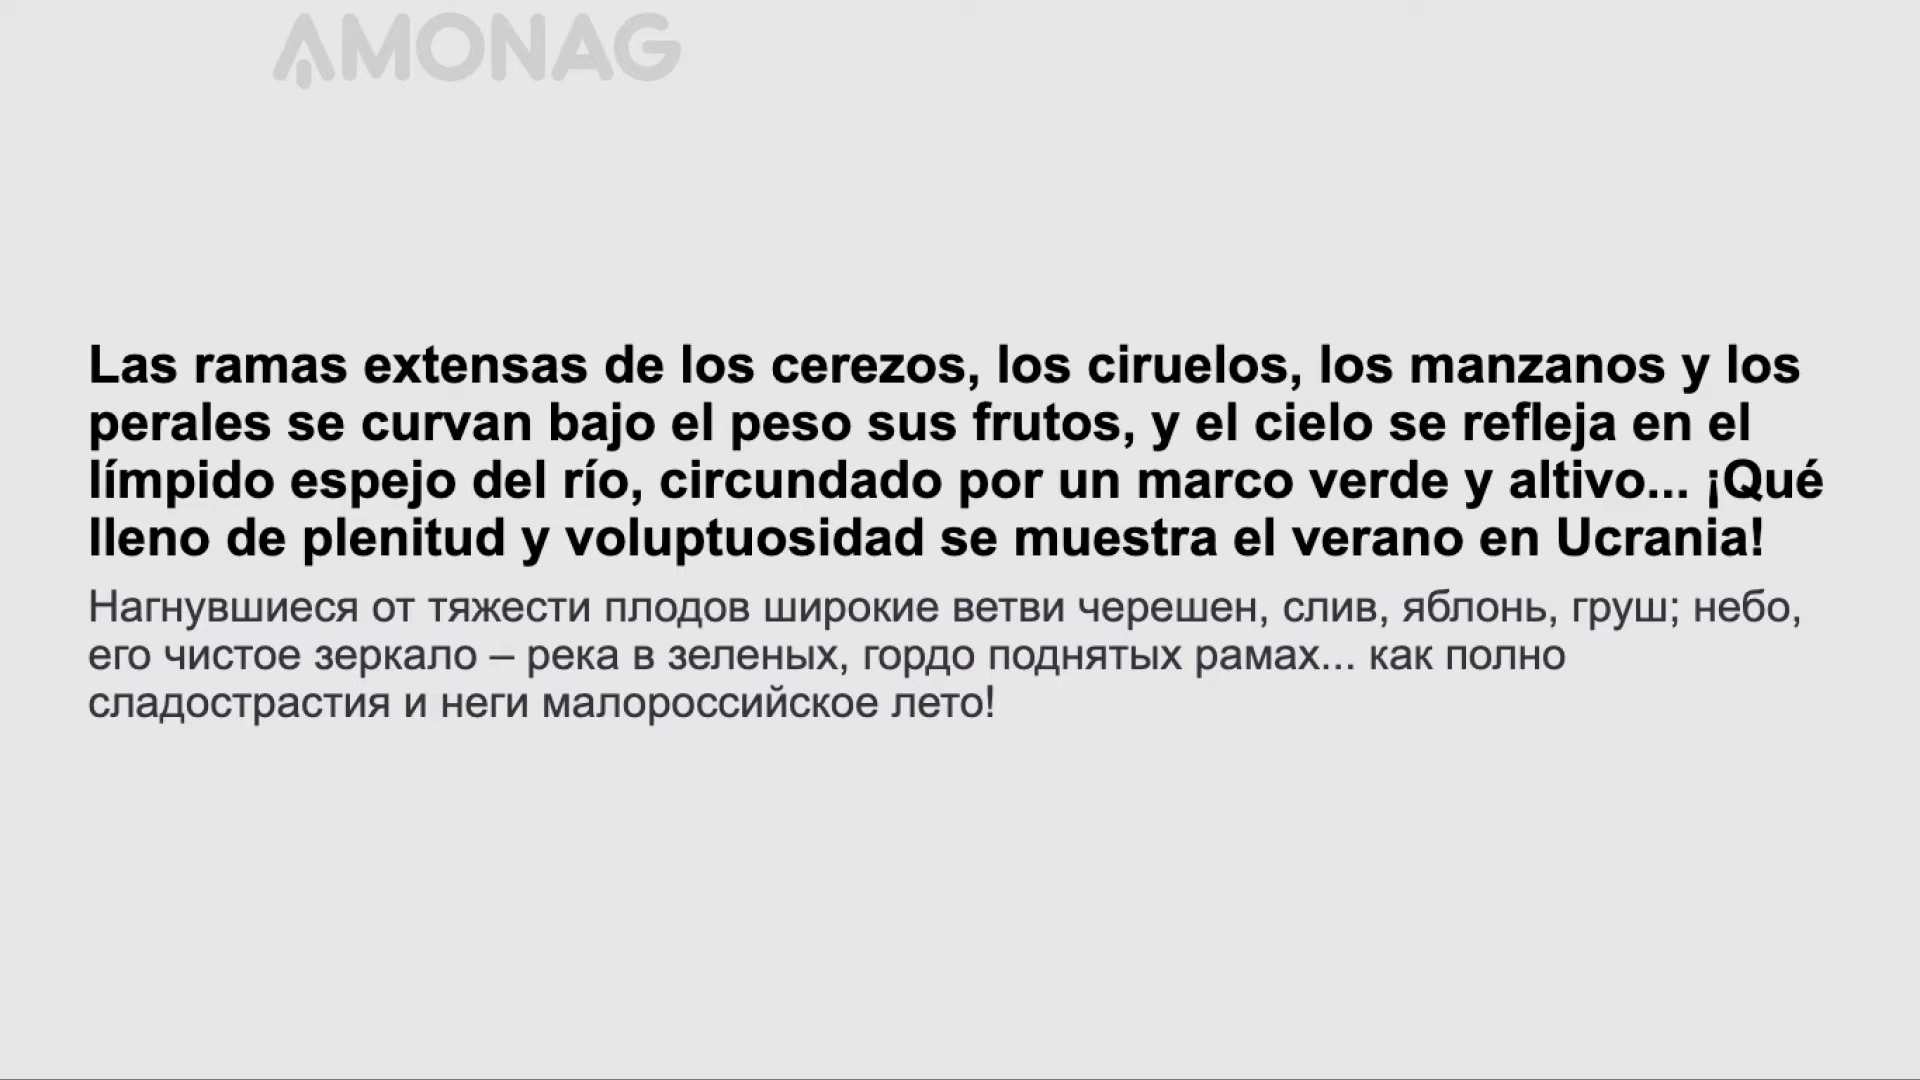 AMONAG
Las ramas extensas de los cerezos, los ciruelos, los manzanos y los
perales se curvan bajo el peso sus frutos, y el cielo se refleja en el
límpido espejo del río, circundado por un marco verde y altivo... ¡Qué
lleno de plenitud y voluptuosidad se muestra el verano en Ucrania!
Нагнувшиеся от тяжести плодов широкие ветви черешен, слив, яблонь, груш; небо,
его чистое зеркало – река в зеленых, гордо поднятых рамах... как полно
сладострастия и неги малороссийское лето!